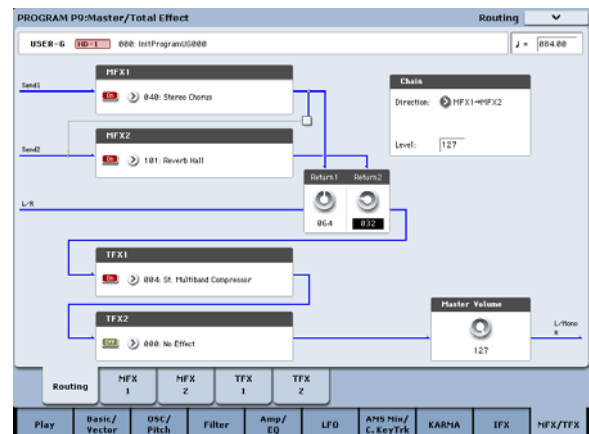 PROGRAM P9:Master/Total Effect Routing
USER-G HD-1 000: InitProgramUG000 ♩ = 084.00
MFX1
Send1
On 040: Stereo Chorus
Chain
Direction: MFX1→MFX2
Level: 127
MFX2
Send2
On 101: Reverb Hall
Return1 Return2
L/R
064 032
TFX1
On 004: St. Multiband Compressor
TFX2
Off 000: No Effect
Master Volume
127
L/Mono
R
Routing
MFX 1
MFX 2
TFX 1
TFX 2
Play
Basic/ Vector
OSC/ Pitch
Filter
Amp/ EQ
LFO
AMS Mix/ C. KeyTrk
KARMA
IFX
MFX/TFX